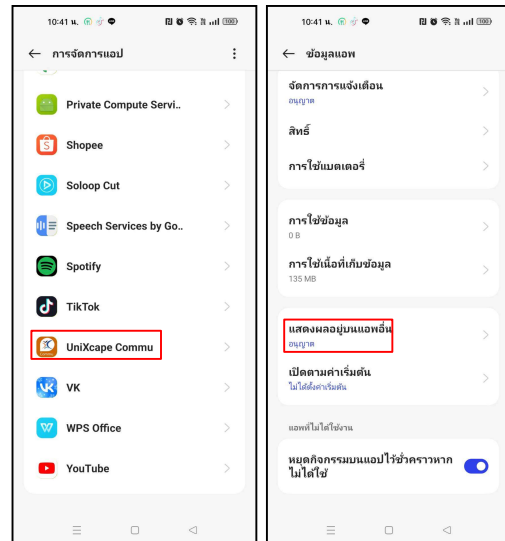 10:41 น.
100
การจัดการแอป
Private Compute Servi..
Shopee
Soloop Cut
Speech Services by Go..
Spotify
TikTok
UniXcape Commu
VK
WPS Office
YouTube
10:41 น.
100
ข้อมูลแอพ
จัดการการแจ้งเตือน
อนุญาต
สิทธิ์
การใช้แบตเตอรี่
การใช้ข้อมูล
0 B
การใช้เนื้อที่เก็บข้อมูล
135 MB
แสดงผลอยู่บนแอพอื่น
อนุญาต
เปิดตามค่าเริ่มต้น
ไม่ได้ตั้งค่าเริ่มต้น
แอพที่ไม่ได้ใช้งาน
หยุดกิจกรรมบนแอปไว้ชั่วคราวหาก
ไม่ได้ใช้